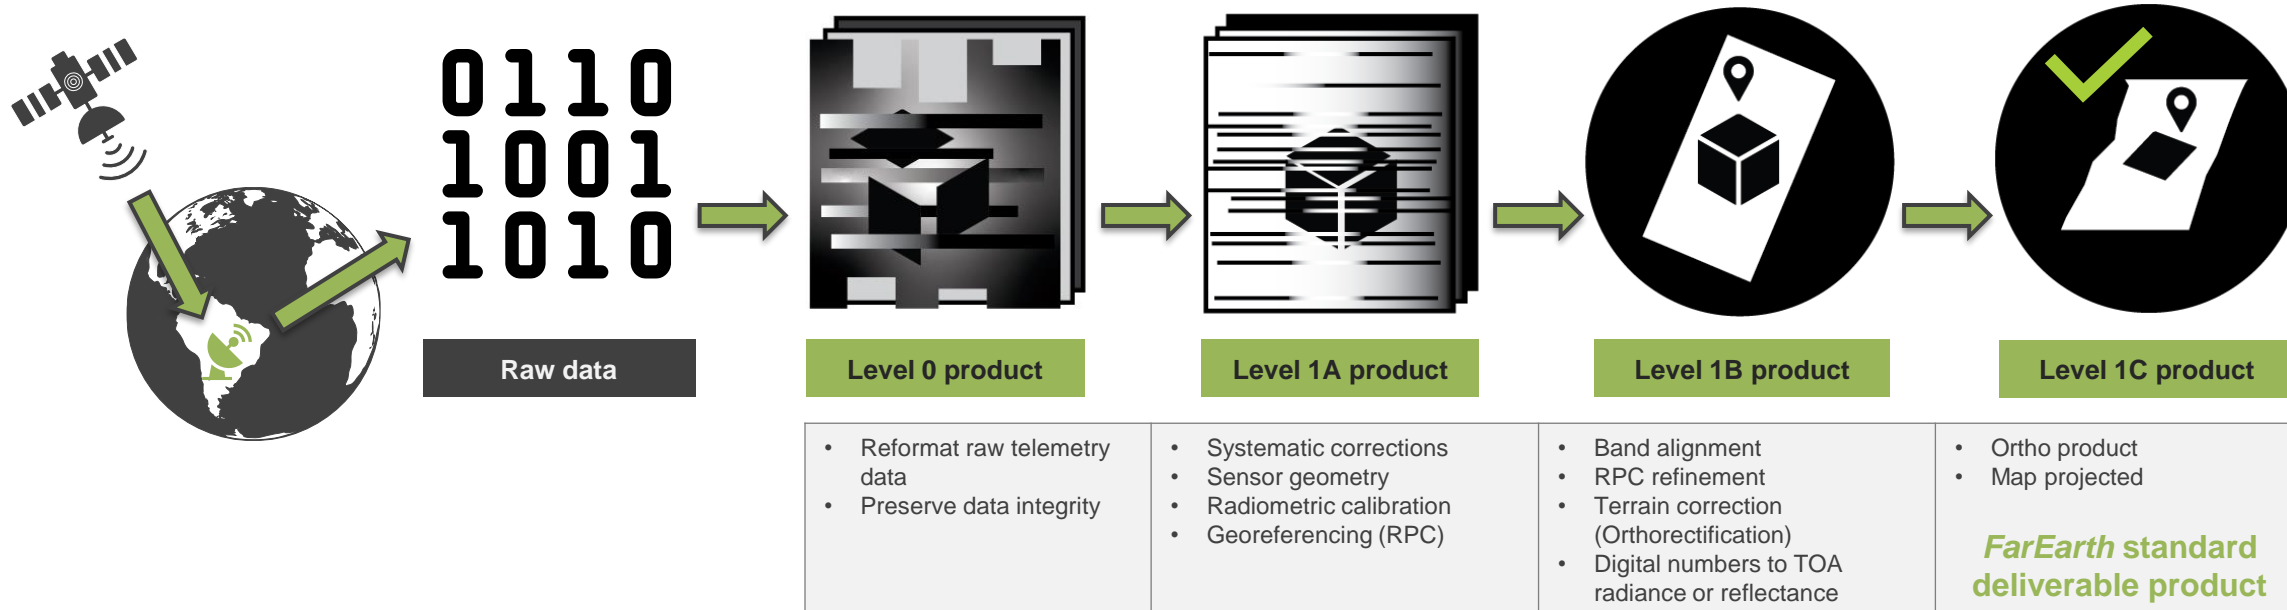 0110
1001
1010
Raw data
Level 0 product
Level 1A product
Level 1B product
Level 1C product
• Reformat raw telemetry
data
• Preserve data integrity
• Systematic corrections
• Sensor geometry
• Radiometric calibration
• Georeferencing (RPC)
• Band alignment
• RPC refinement
• Terrain correction
(Orthorectification)
• Digital numbers to TOA
radiance or reflectance
• Ortho product
• Map projected
FarEarth standard
deliverable product